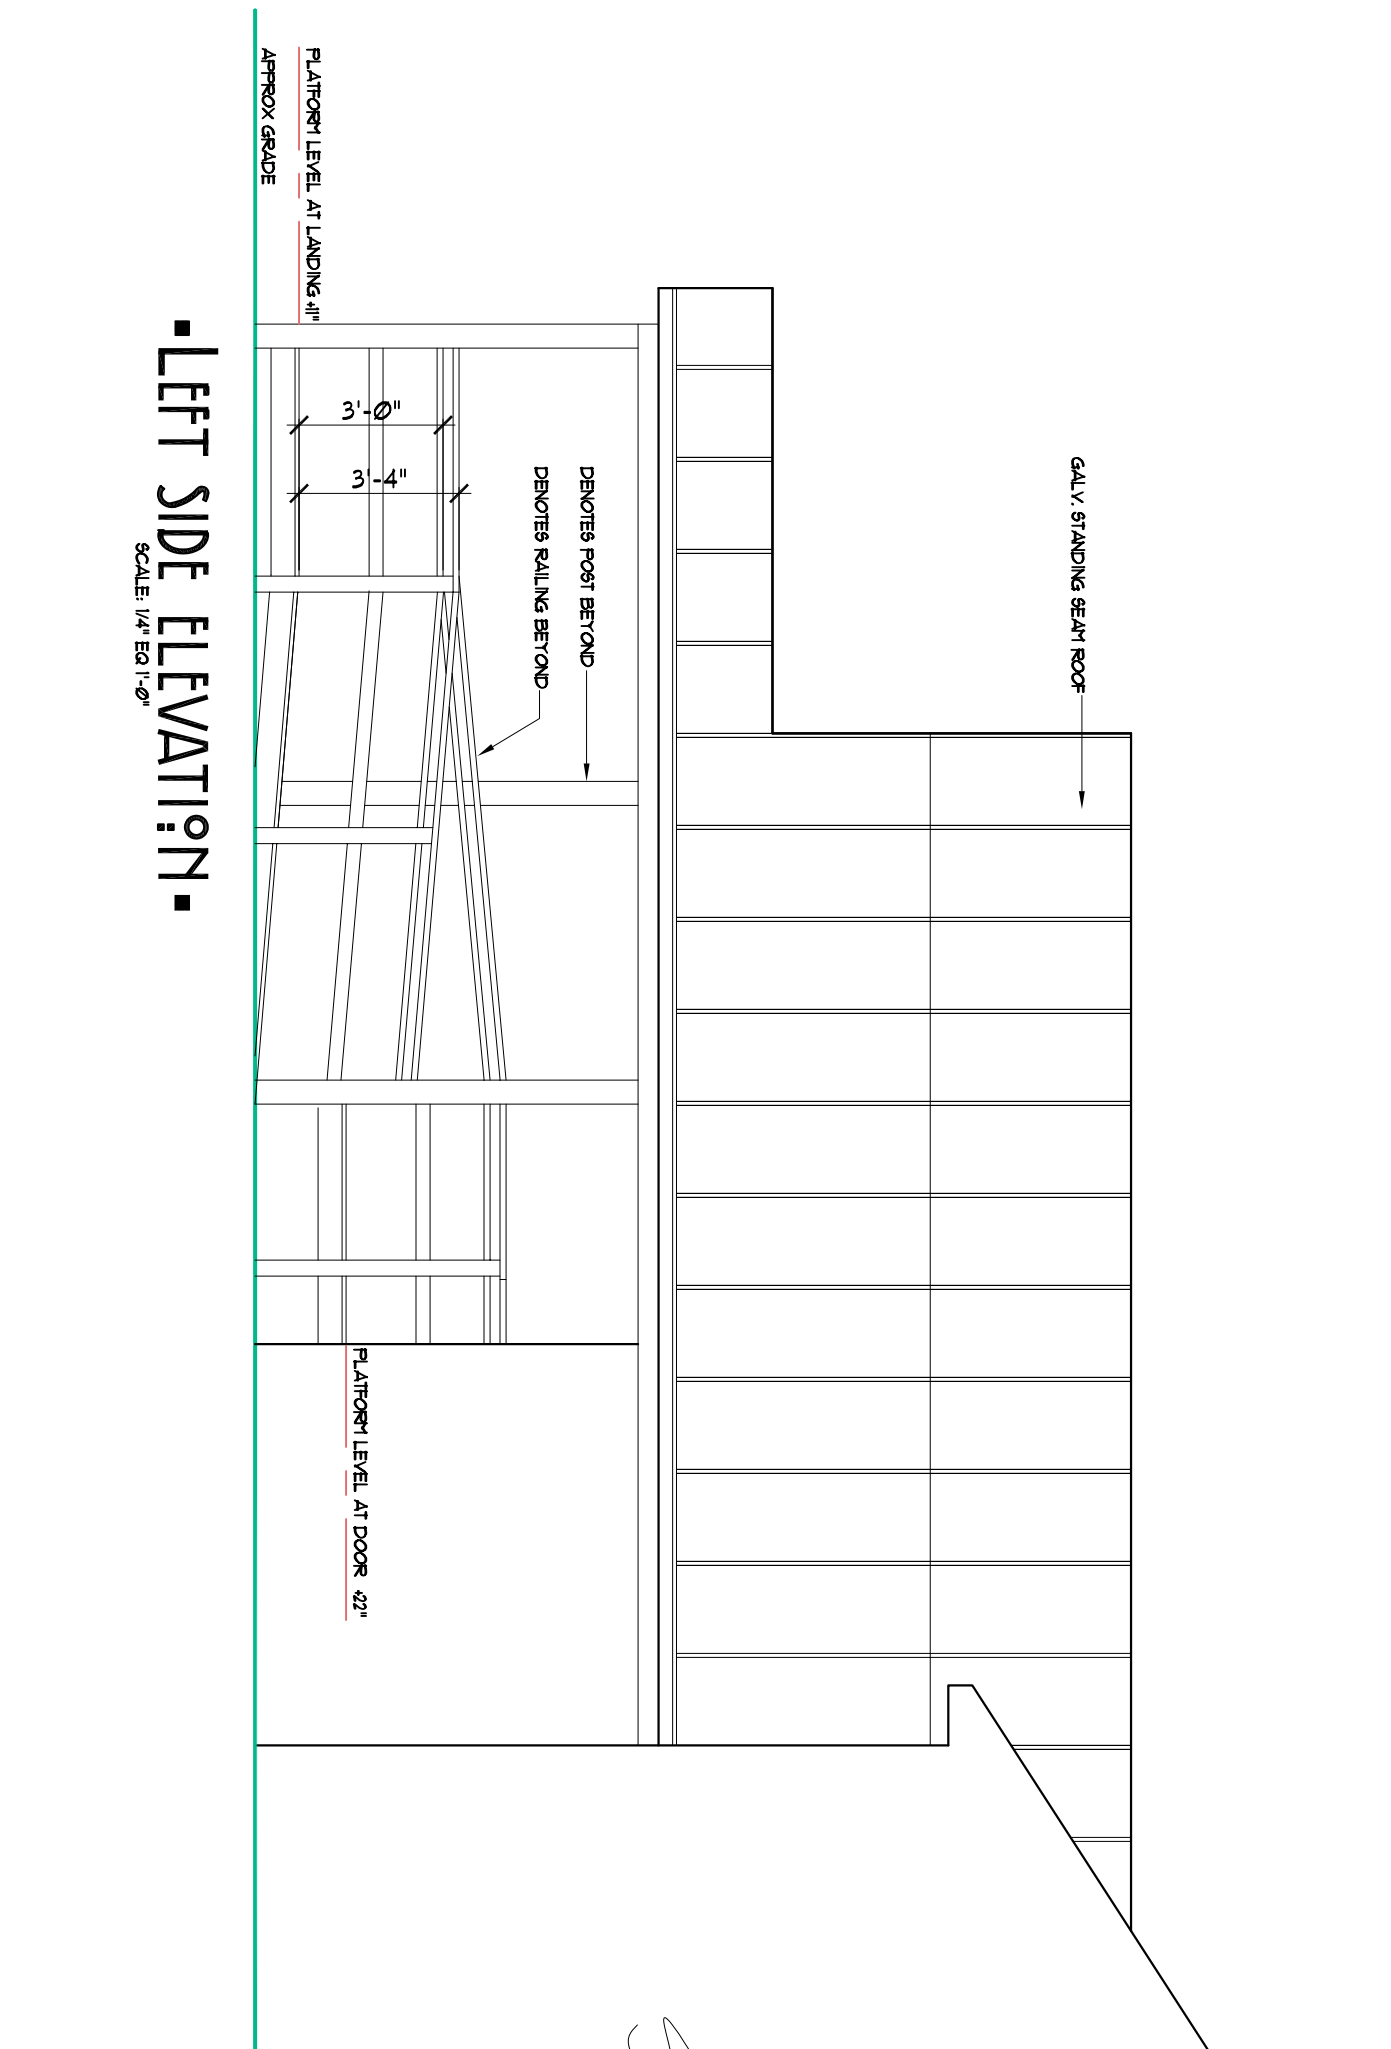 GALV. STANDING SEAM ROOF
DENOTES POST BEYOND
DENOTES RAILING BEYOND
3'-0"
3'-4"
PLATFORM LEVEL AT LANDING +11"
APPROX GRADE
PLATFORM LEVEL AT DOOR +22"
▪LEFT SIDE ELEVATION▪
SCALE: 1/4" EQ 1'-0"